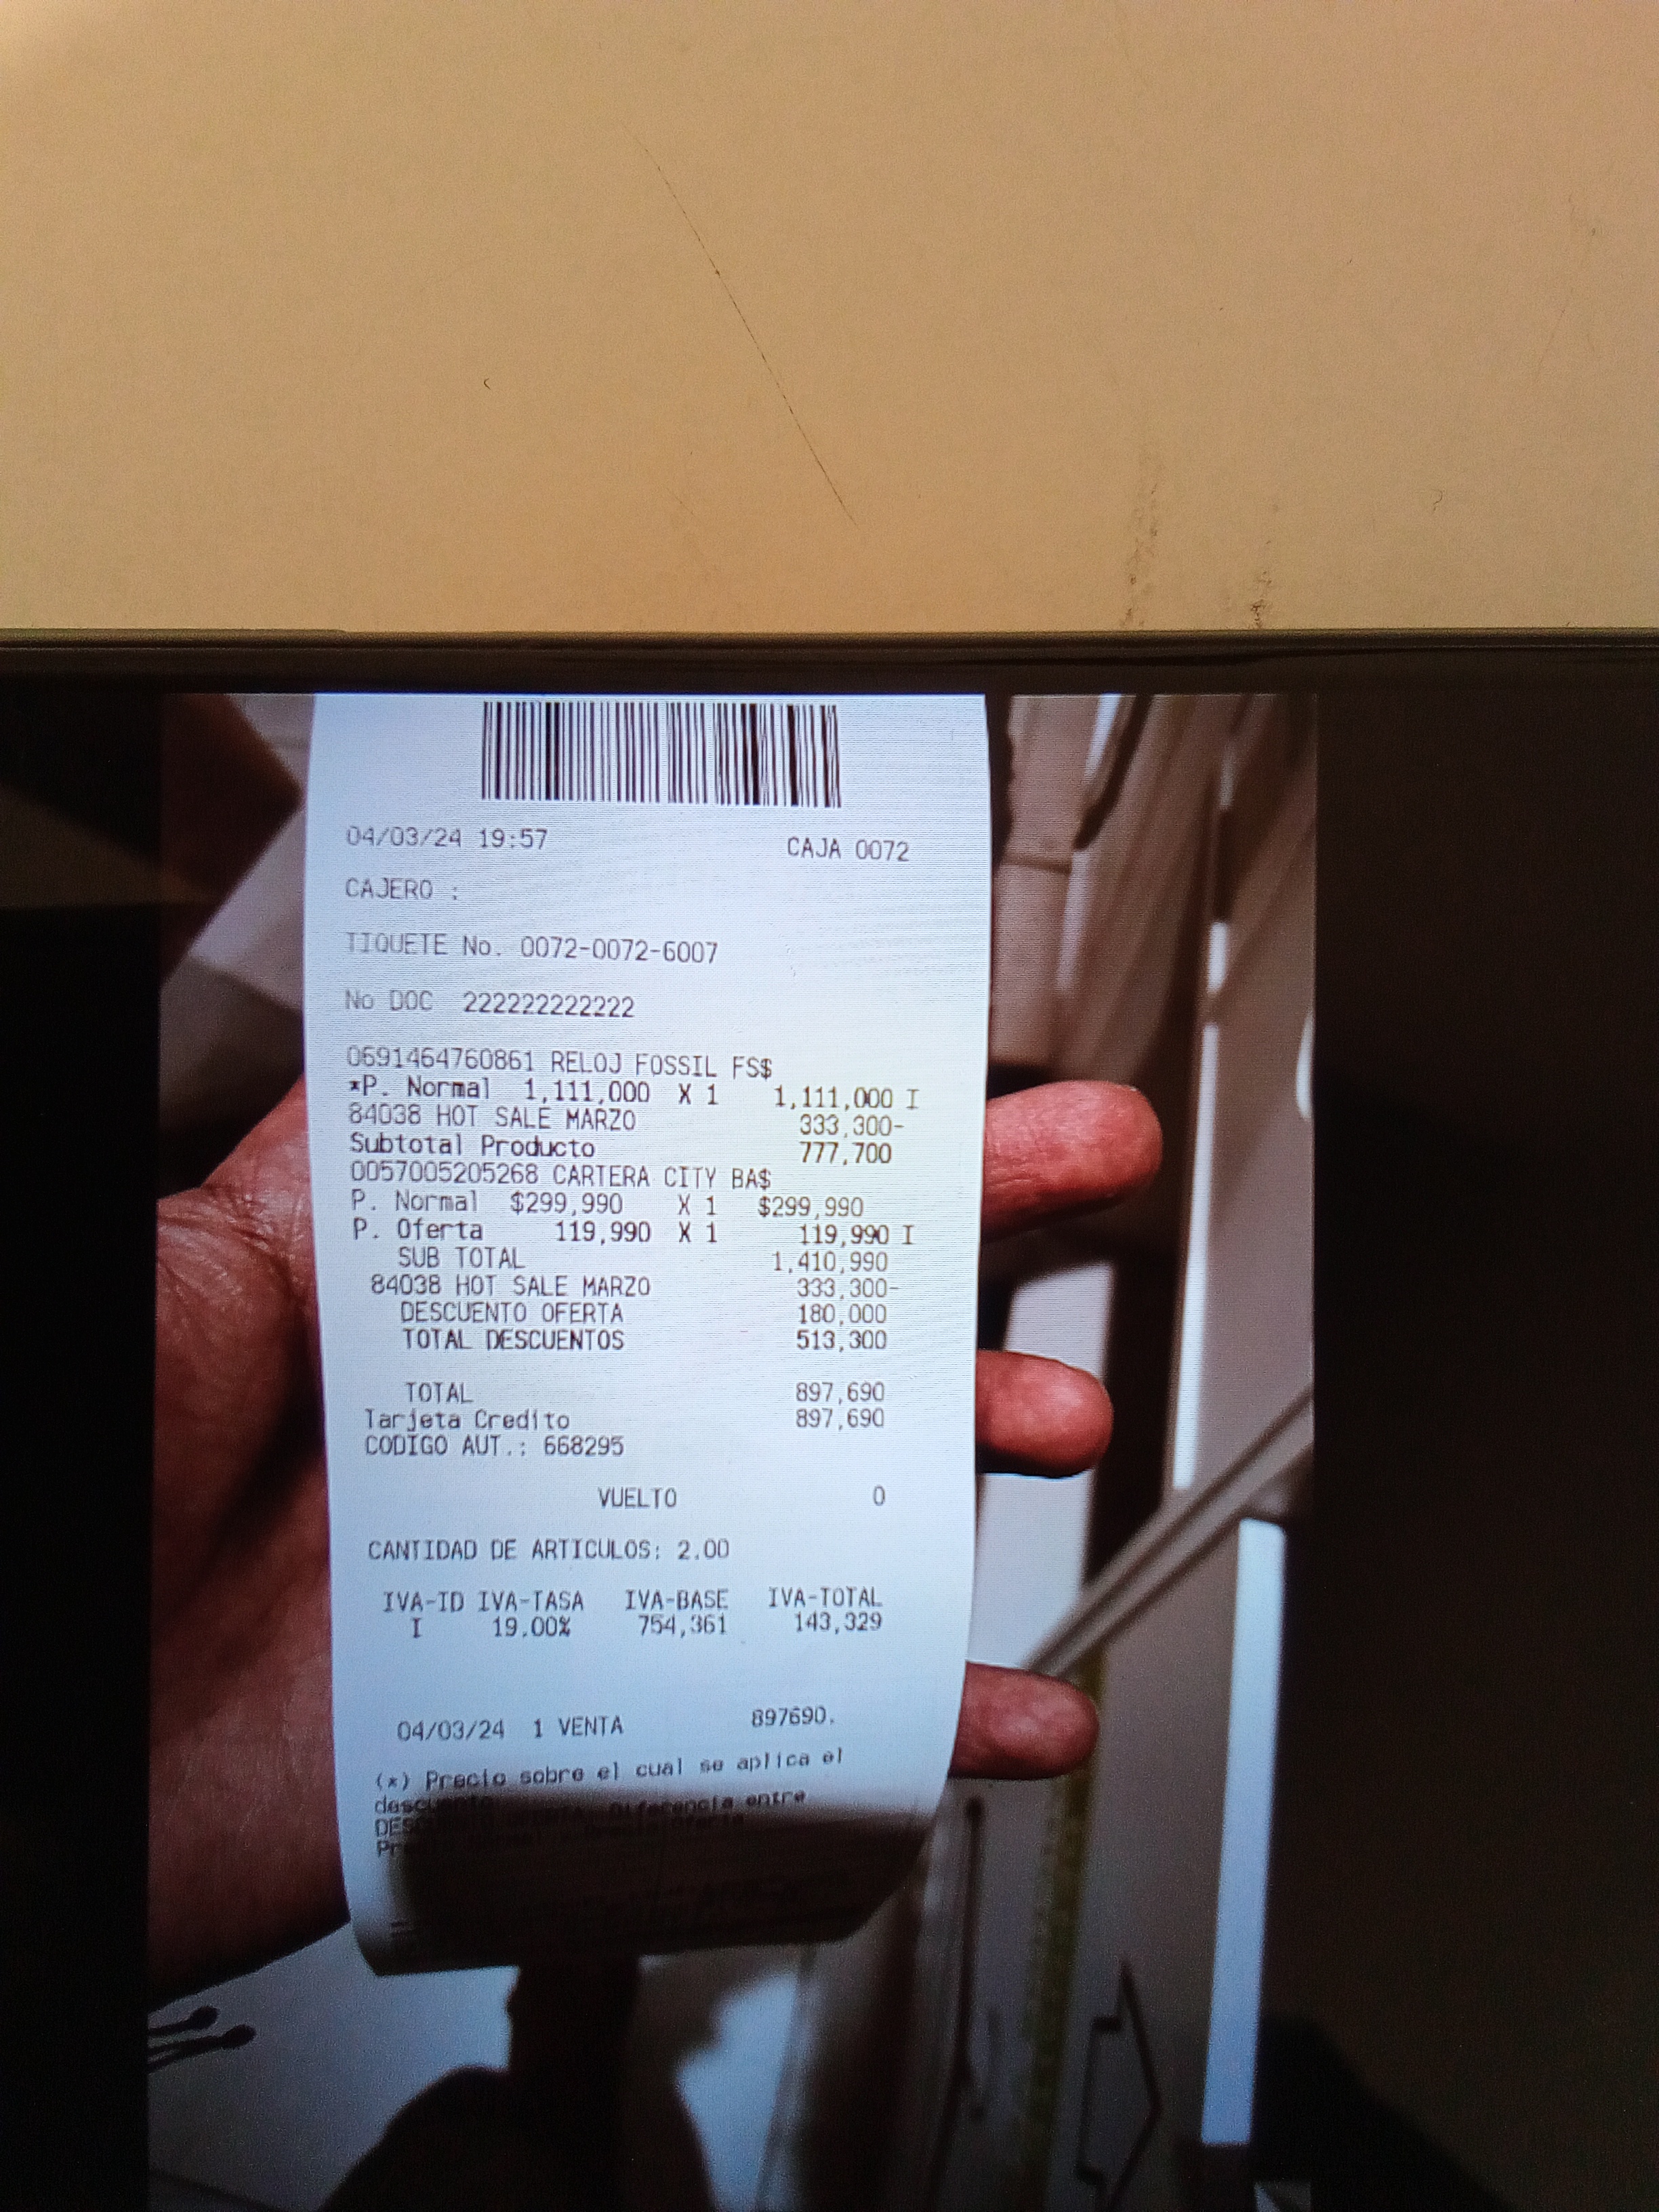 04/03/24 19:57 CAJA 0072
CAJERO :
TIQUETE No. 0072-0072-6007
No DOC 222222222222
0691464760861 RELOJ FOSSIL FS$
*P. Normal 1,111,000 X 1 1,111,000 I
84038 HOT SALE MARZO 333,300-
Subtotal Producto 777,700
0057005205268 CARTERA CITY BA$
P. Normal $299,990 X 1 $299,990
P. Oferta 119,990 X 1 119,990 I
SUB TOTAL 1,410,990
84038 HOT SALE MARZO 333,300-
DESCUENTO OFERTA 180,000
TOTAL DESCUENTOS 513,300
TOTAL 897,690
Tarjeta Credito 897,690
CODIGO AUT.: 668295
VUELTO 0
CANTIDAD DE ARTICULOS: 2.00
IVA-ID IVA-TASA IVA-BASE IVA-TOTAL
I 19.00% 754,361 143,329
04/03/24 1 VENTA 897690.
(*) Precio sobre el cual se aplica el
Diferencia entre